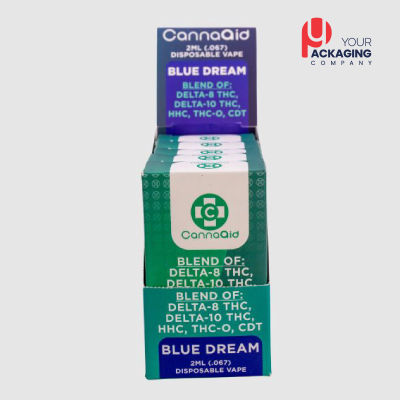 YOUR
PACKAGING
COMPANY
CannaAid
2ML (.067)
DISPOSABLE VAPE
BLUE DREAM
BLEND OF:
DELTA-8 THC,
DELTA-10 THC,
HHC, THC-O, CDT
C
CannaAid
BLEND OF:
DELTA-8 THC,
DELTA-10 THC,
BLEND OF:
DELTA-8 THC,
DELTA-10 THC,
HHC, THC-O, CDT
BLUE DREAM
2ML (.067)
DISPOSABLE VAPE